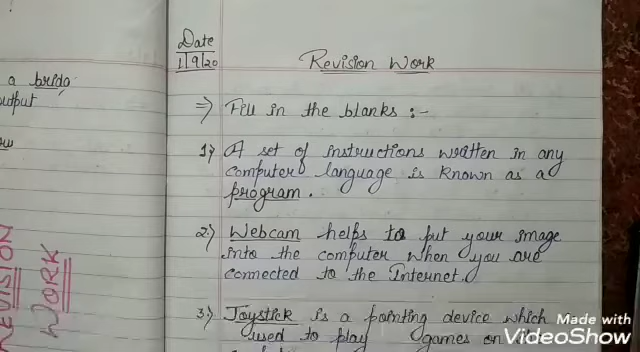 a bridg
output
Date
1|9|20
Revision Work
=> Fill in the blanks :-
1) A set of instructions written in any
computer language is known as a
program.
2) Webcam helps to put your image
into the computer when you are
connected to the Internet.
3) Joystick is a pointing device which i
used to play games on
REVISION
WORK
Made with
VideoShow